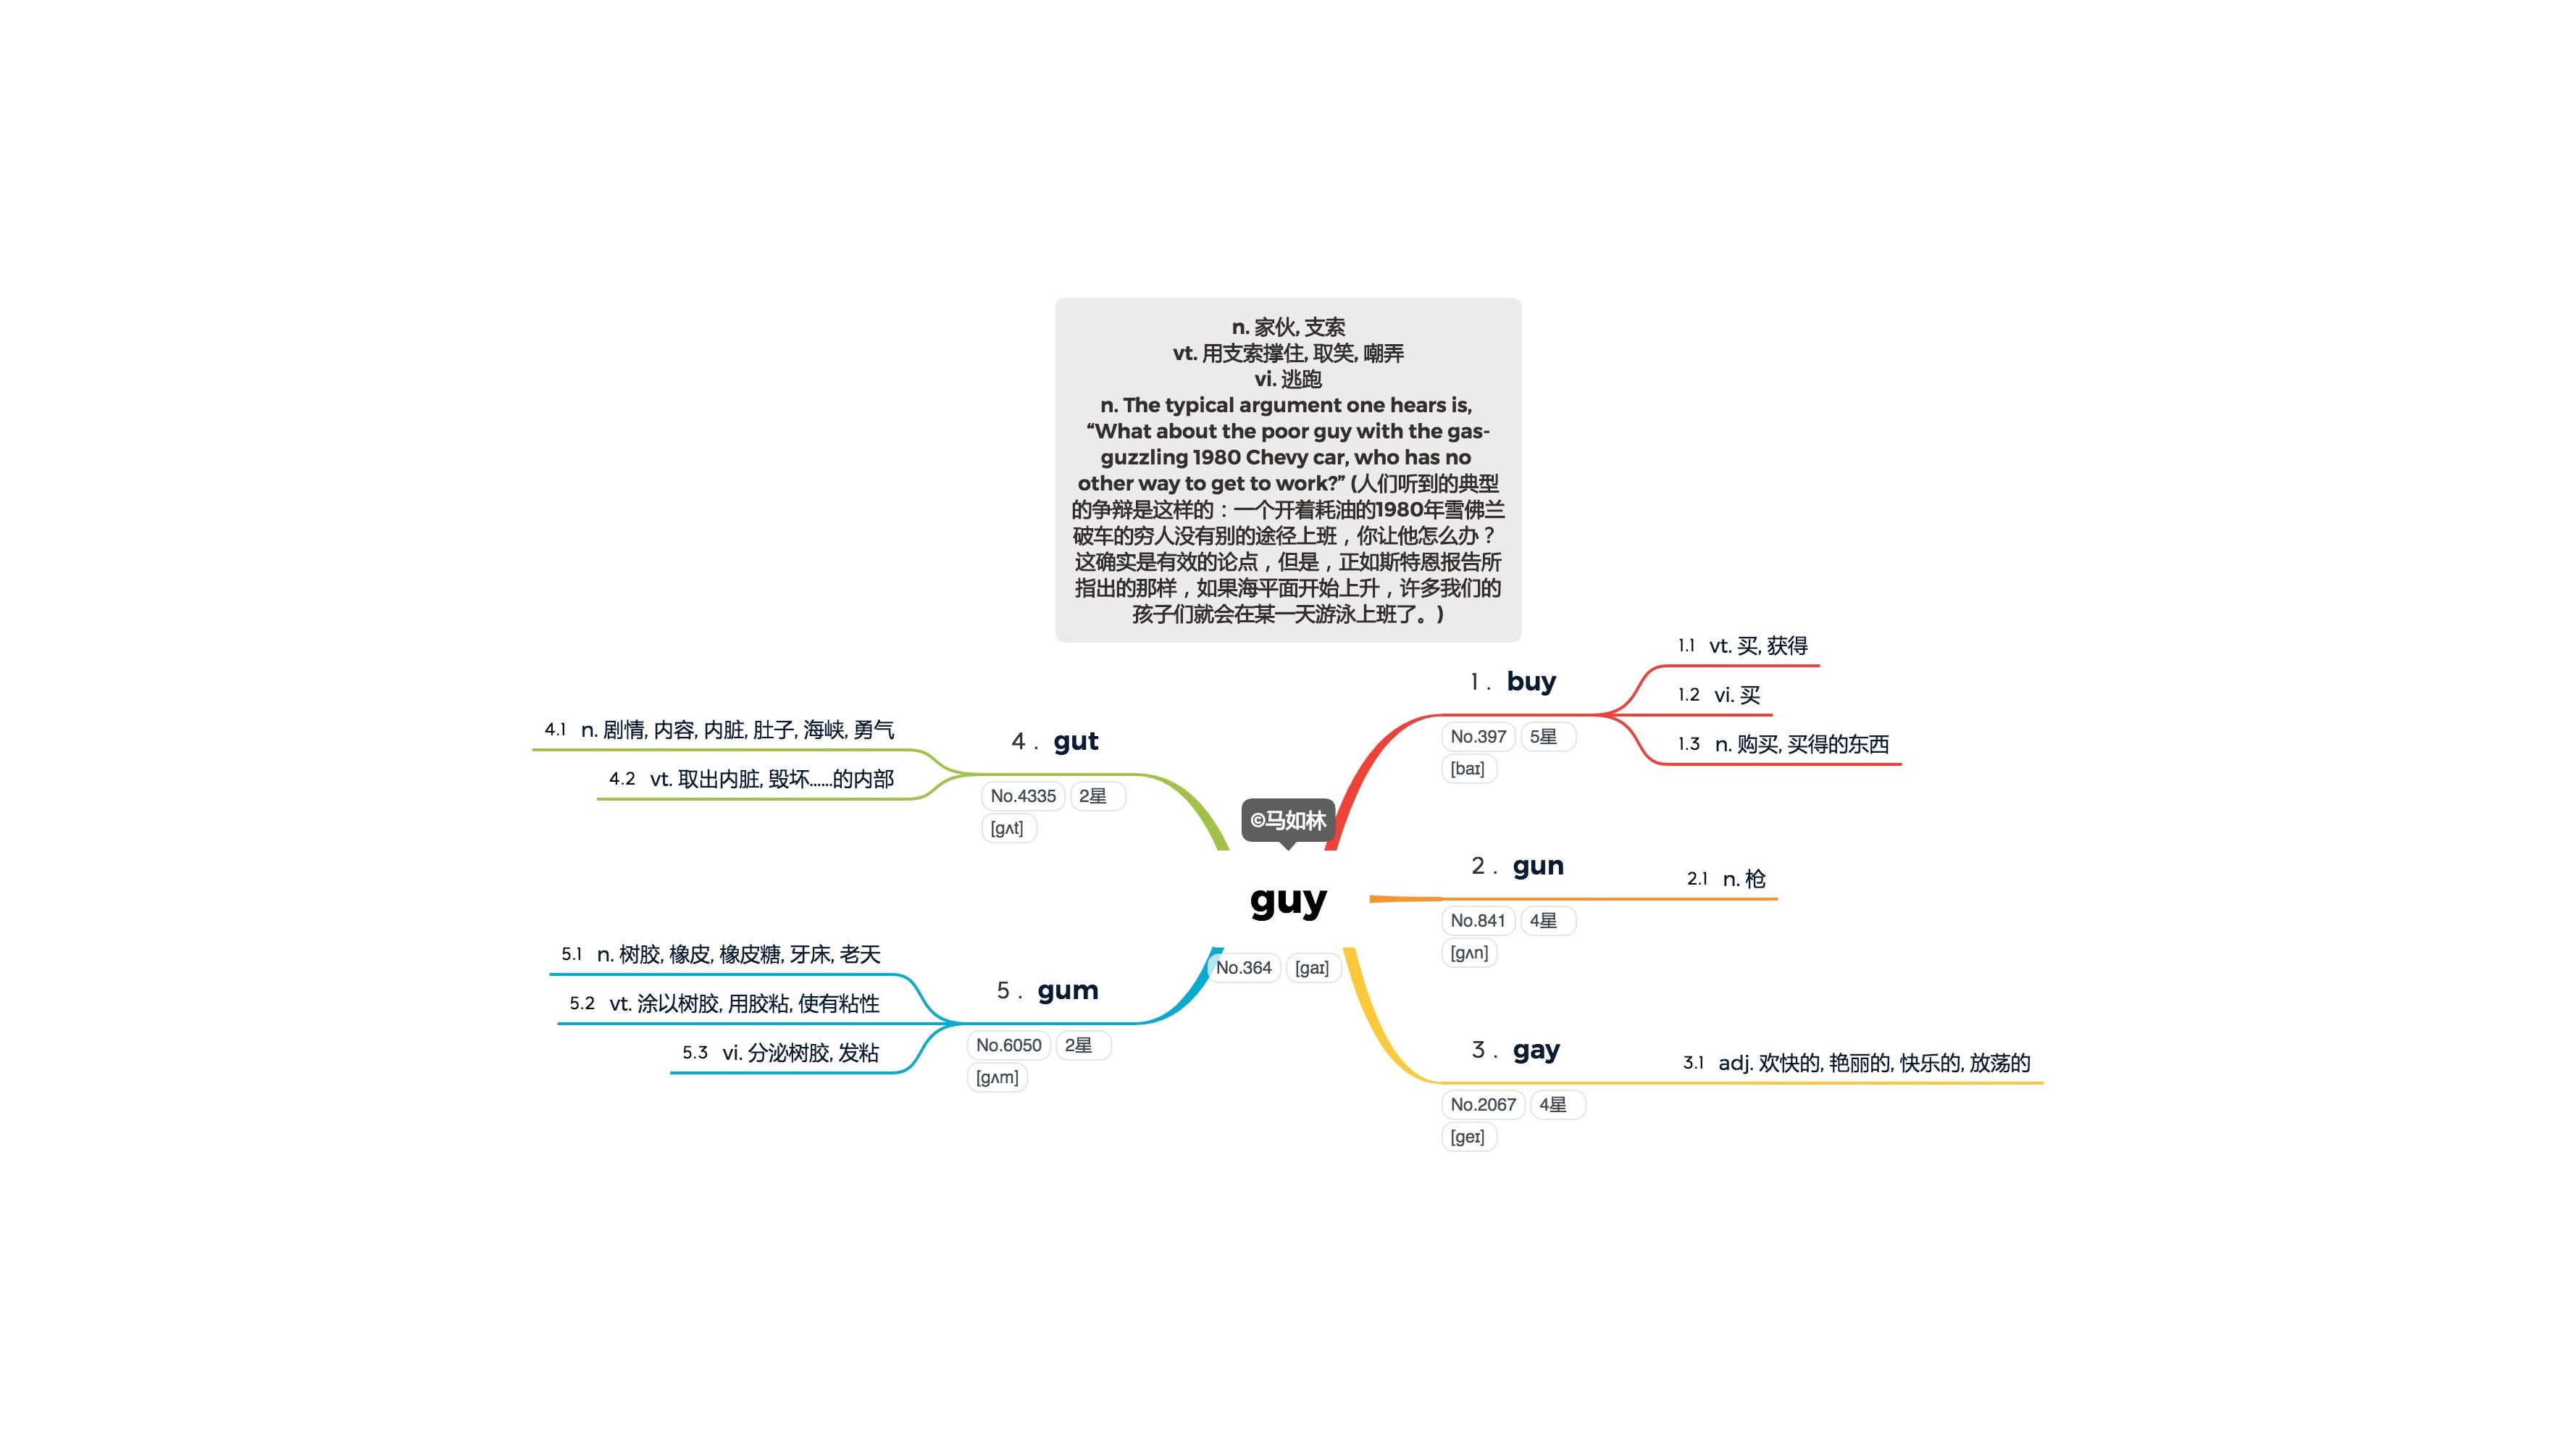 n. 家伙, 支索
vt. 用支索撑住, 取笑, 嘲弄
vi. 逃跑
n. The typical argument one hears is,
“What about the poor guy with the gas-
guzzling 1980 Chevy car, who has no
other way to get to work?” (人们听到的典型
的争辩是这样的：一个开着耗油的1980年雪佛兰
破车的穷人没有别的途径上班，你让他怎么办？
这确实是有效的论点，但是，正如斯特恩报告所
指出的那样，如果海平面开始上升，许多我们的
孩子们就会在某一天游泳上班了。)
©马如林
guy
No.364 [gaɪ]
1. buy
No.397 5星
[baɪ]
1.1 vt. 买, 获得
1.2 vi. 买
1.3 n. 购买, 买得的东西
2. gun
No.841 4星
[gʌn]
2.1 n. 枪
3. gay
No.2067 4星
[geɪ]
3.1 adj. 欢快的, 艳丽的, 快乐的, 放荡的
4. gut
No.4335 2星
[gʌt]
4.1 n. 剧情, 内容, 内脏, 肚子, 海峡, 勇气
4.2 vt. 取出内脏, 毁坏......的内部
5. gum
No.6050 2星
[gʌm]
5.1 n. 树胶, 橡皮, 橡皮糖, 牙床, 老天
5.2 vt. 涂以树胶, 用胶粘, 使有粘性
5.3 vi. 分泌树胶, 发粘